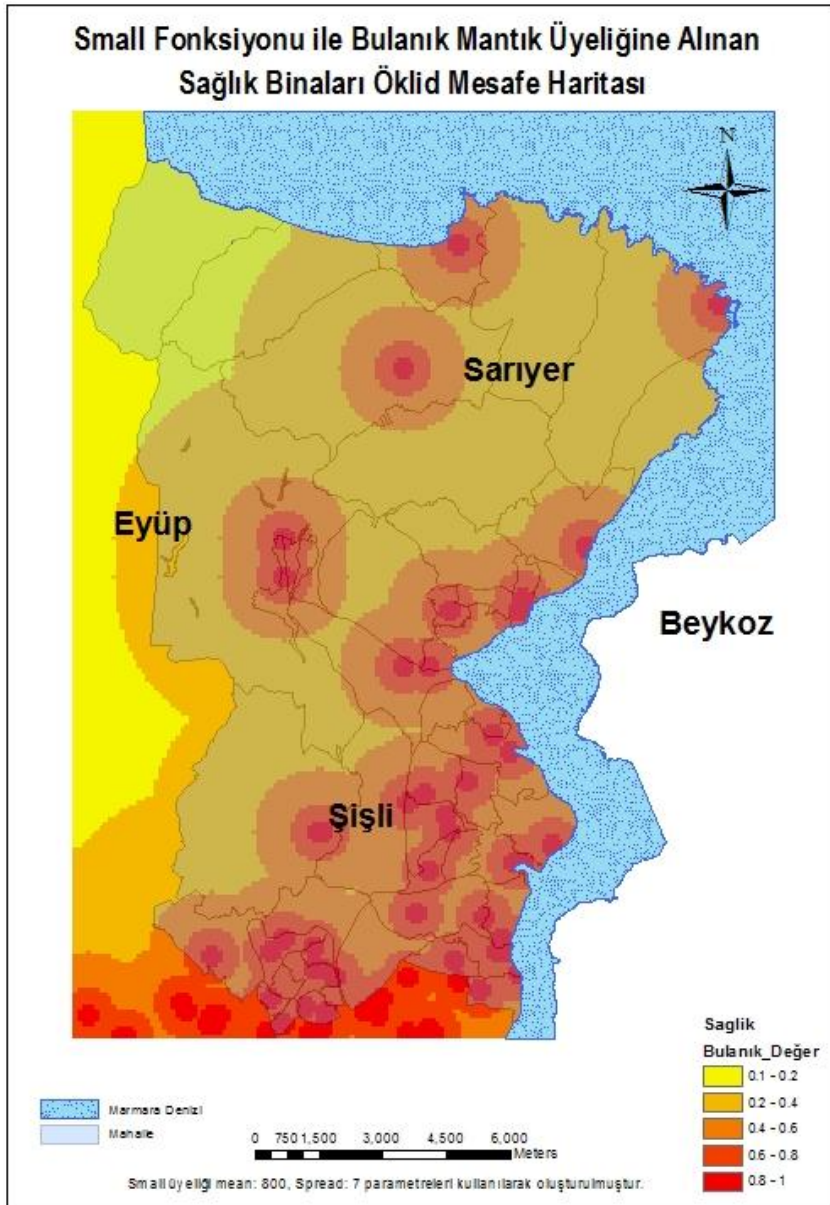 Small Fonksiyonu ile Bulanık Mantık Üyeliğine Alınan
Sağlık Binaları Öklid Mesafe Haritası
N
Sarıyer
Eyüp
Beykoz
Şişli
Saglik
Bulanık_Değer
0.1 - 0.2
0.2 - 0.4
0.4 - 0.6
0.6 - 0.8
0.8 - 1
Marmara Denizi
Mahalle
0 750 1,500 3,000 4,500 6,000
Meters
Small üyeliği mean: 800, Spread: 7 parametreleri kullanılarak oluşturulmuştur.